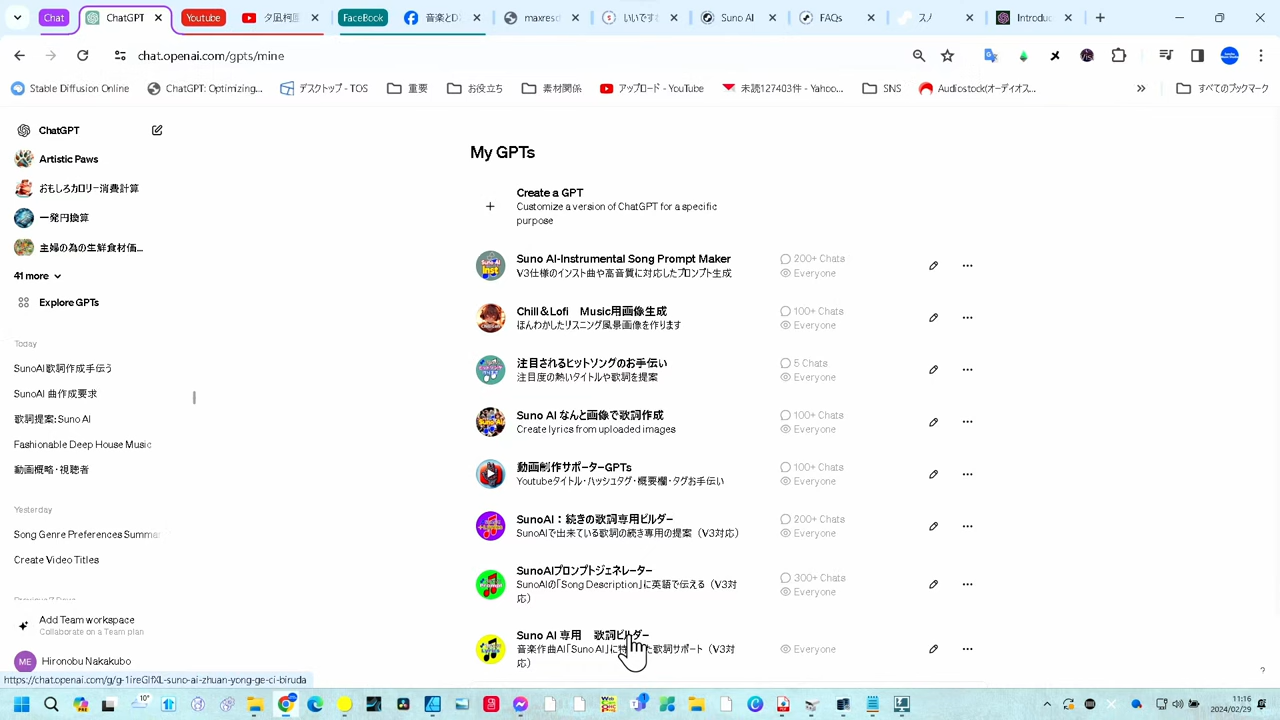 Chat
ChatGPT
Youtube
夕凪柯
FaceBook
音楽とD
maxreso
いいです
Suno AI
FAQs
スノ
Introduc
chat.openai.com/gpts/mine
Stable Diffusion Online
ChatGPT: Optimizing...
デスクトップ - TOS
重要
お役立ち
素材関係
アップロード - YouTube
未読127403件 - Yahoo...
SNS
Audiostock(オーディオス...
»
すべてのブックマーク
ChatGPT
Artistic Paws
おもしろカロリー消費計算
一発円換算
主婦の為の生鮮食材価...
41 more
Explore GPTs
Today
SunoAI歌詞作成手伝う
SunoAI 曲作成要求
歌詞提案: Suno AI
Fashionable Deep House Music
動画概略・視聴者
Yesterday
Song Genre Preferences Summar
Create Video Titles
Previous 7 Days
Add Team workspace
Collaborate on a Team plan
ME
Hironobu Nakakubo
https://chat.openai.com/g/g-1ireGlfXL-suno-ai-zhuan-yong-ge-ci-biruda
My GPTs
Create a GPT
Customize a version of ChatGPT for a specific
purpose
Suno AI-Instrumental Song Prompt Maker
V3仕様のインスト曲や高音質に対応したプロンプト生成
200+ Chats
Everyone
Chill＆Lofi　Music用画像生成
ほんわかしたリスニング風景画像を作ります
100+ Chats
Everyone
注目されるヒットソングのお手伝い
注目度の熱いタイトルや歌詞を提案
5 Chats
Everyone
Suno AI なんと画像で歌詞作成
Create lyrics from uploaded images
100+ Chats
Everyone
動画制作サポーターGPTs
Youtubeタイトル・ハッシュタグ・概要欄・タグお手伝い
100+ Chats
Everyone
SunoAI：続きの歌詞専用ビルダー
SunoAIで出来ている歌詞の続き専用の提案（V3対応）
200+ Chats
Everyone
SunoAIプロンプトジェネレーター
SunoAIの「Song Description」に英語で伝える（V3対
応）
300+ Chats
Everyone
Suno AI 専用　歌詞ビルダー
音楽作曲AI「Suno AI」に特 た歌詞サポート（V3対
応）
Everyone
?
10°
11:16
2024/02/29